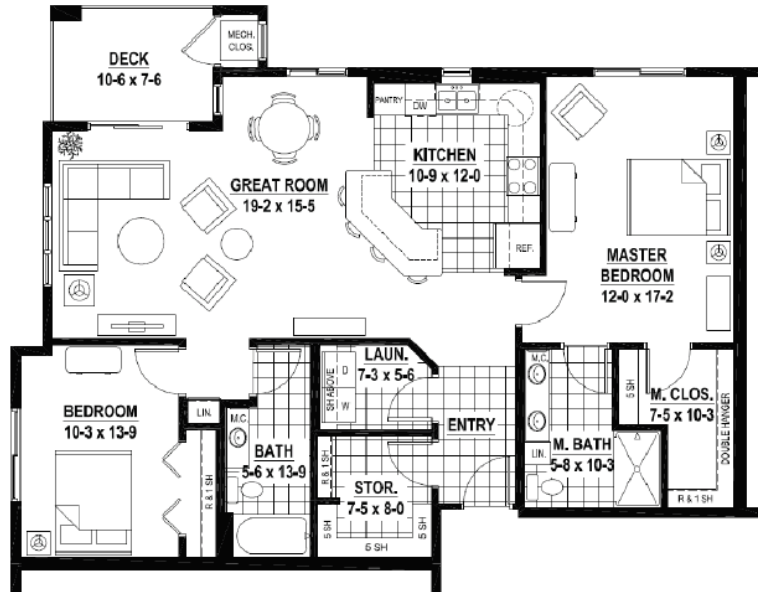 MECH.
CLOS.
DECK
10-6 x 7-6
PANTRY
DW
KITCHEN
10-9 x 12-0
GREAT ROOM
19-2 x 15-5
REF.
MASTER
BEDROOM
12-0 x 17-2
LAUN.
7-3 x 5-6
SH ABOVE
D
W
M.C.
5 SH
M. CLOS.
7-5 x 10-3
DOUBLE HANGER
BEDROOM
10-3 x 13-9
LIN.
M.C.
BATH
5-6 x 13-9
ENTRY
M. BATH
5-8 x 10-3
LIN.
R & 1 SH
R & 1 SH
STOR.
7-5 x 8-0
R & 1 SH
5 SH
5 SH
5 SH